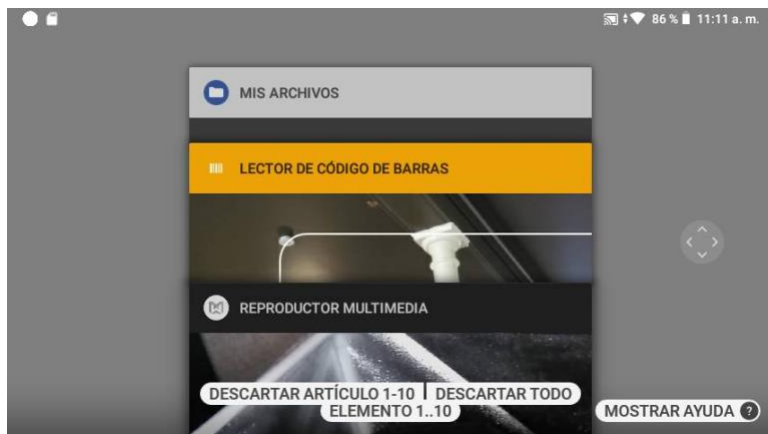 86 % 11:11 a. m.
MIS ARCHIVOS
LECTOR DE CÓDIGO DE BARRAS
REPRODUCTOR MULTIMEDIA
DESCARTAR ARTÍCULO 1-10 DESCARTAR TODO
ELEMENTO 1..10
MOSTRAR AYUDA ?